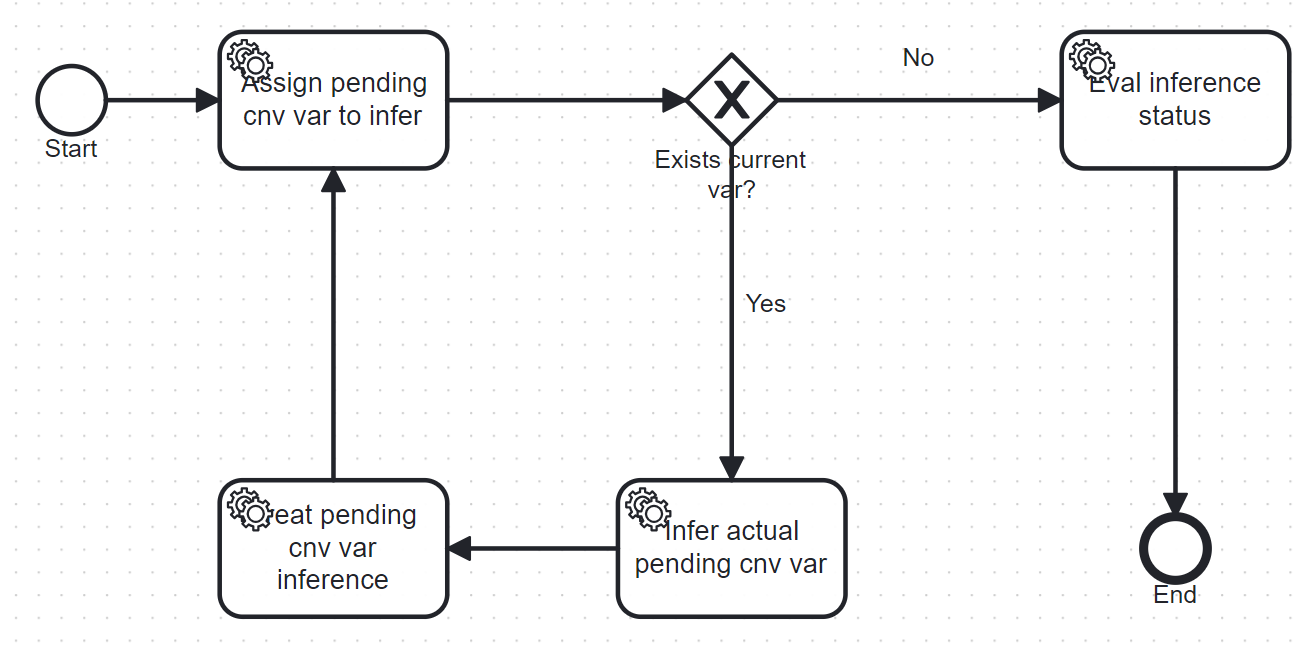 Start
Assign pending
cnv var to infer
Exists current
var?
No
Eval inference
status
Yes
pending
cnv var
inference
Infer actual
pending cnv var
End